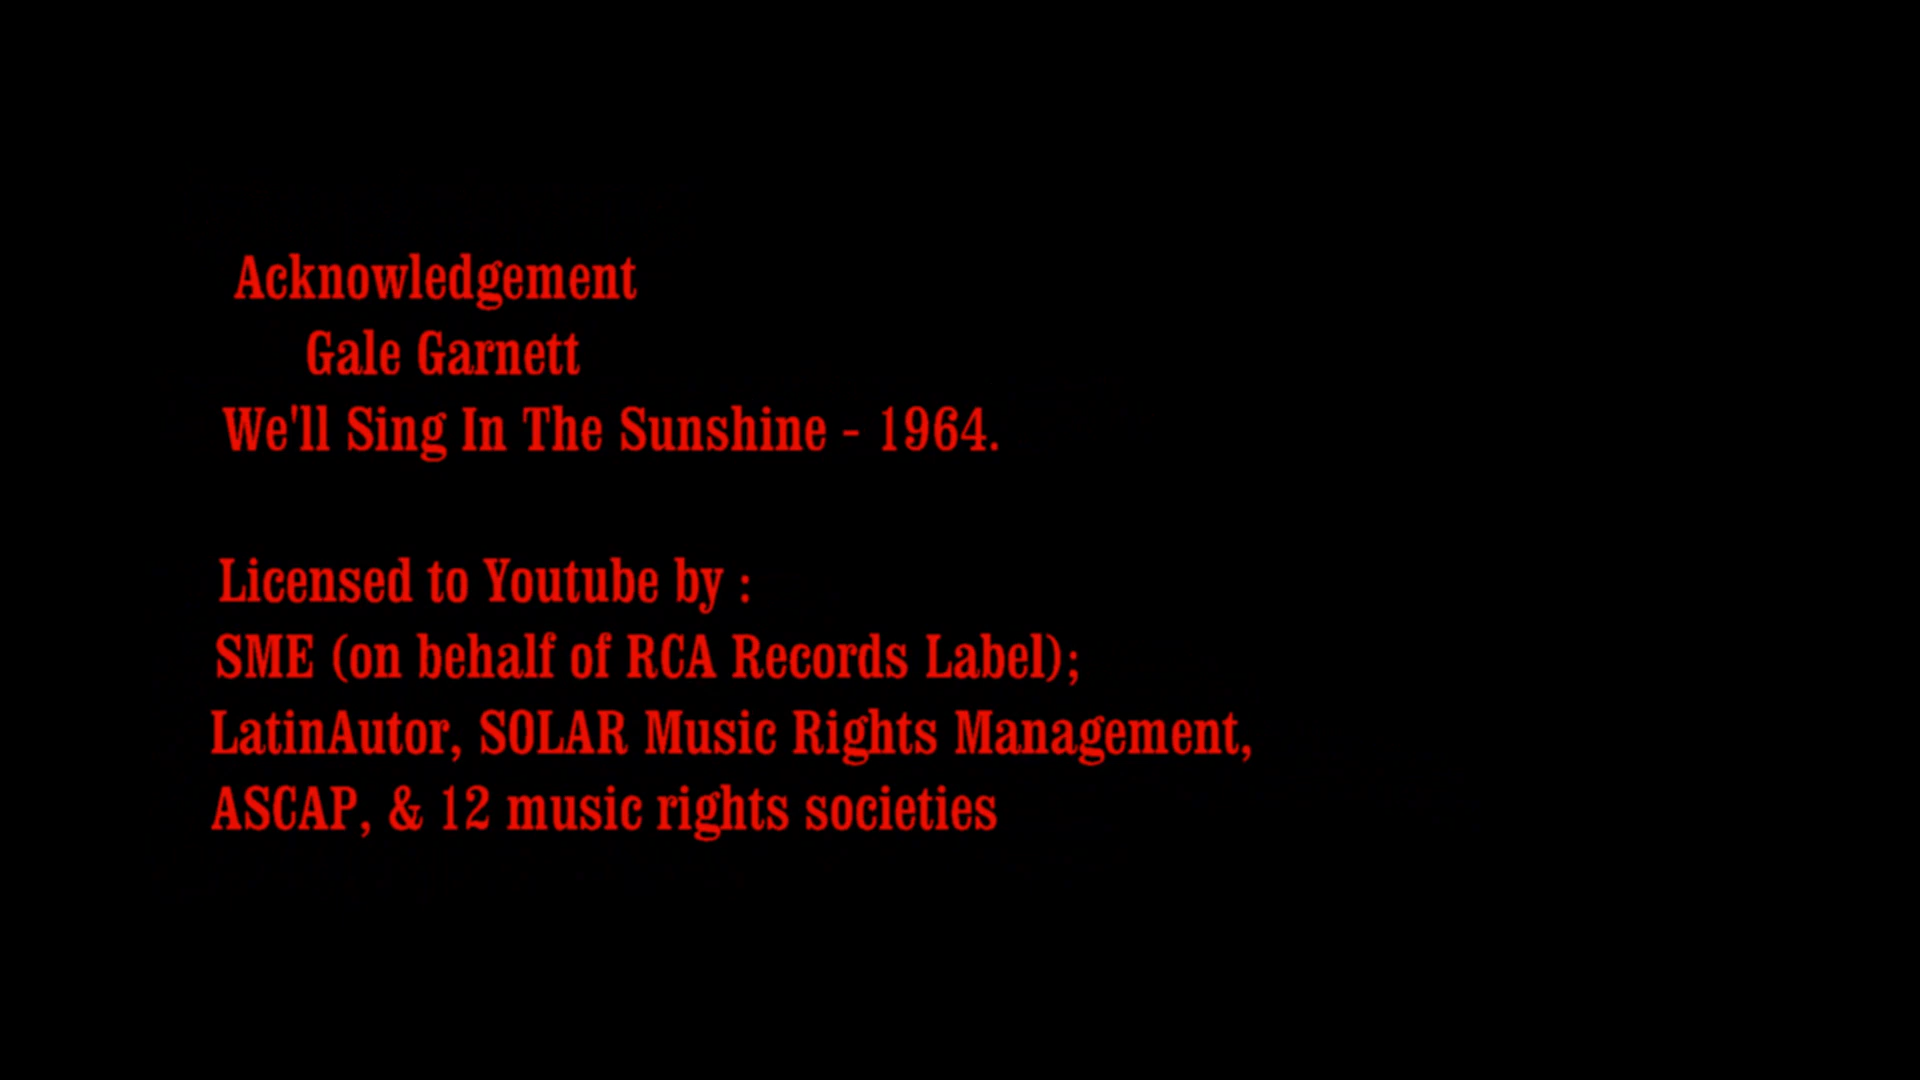 Acknowledgement
Gale Garnett
We'll Sing In The Sunshine - 1964.
Licensed to Youtube by :
SME (on behalf of RCA Records Label);
LatinAutor, SOLAR Music Rights Management,
ASCAP, & 12 music rights societies